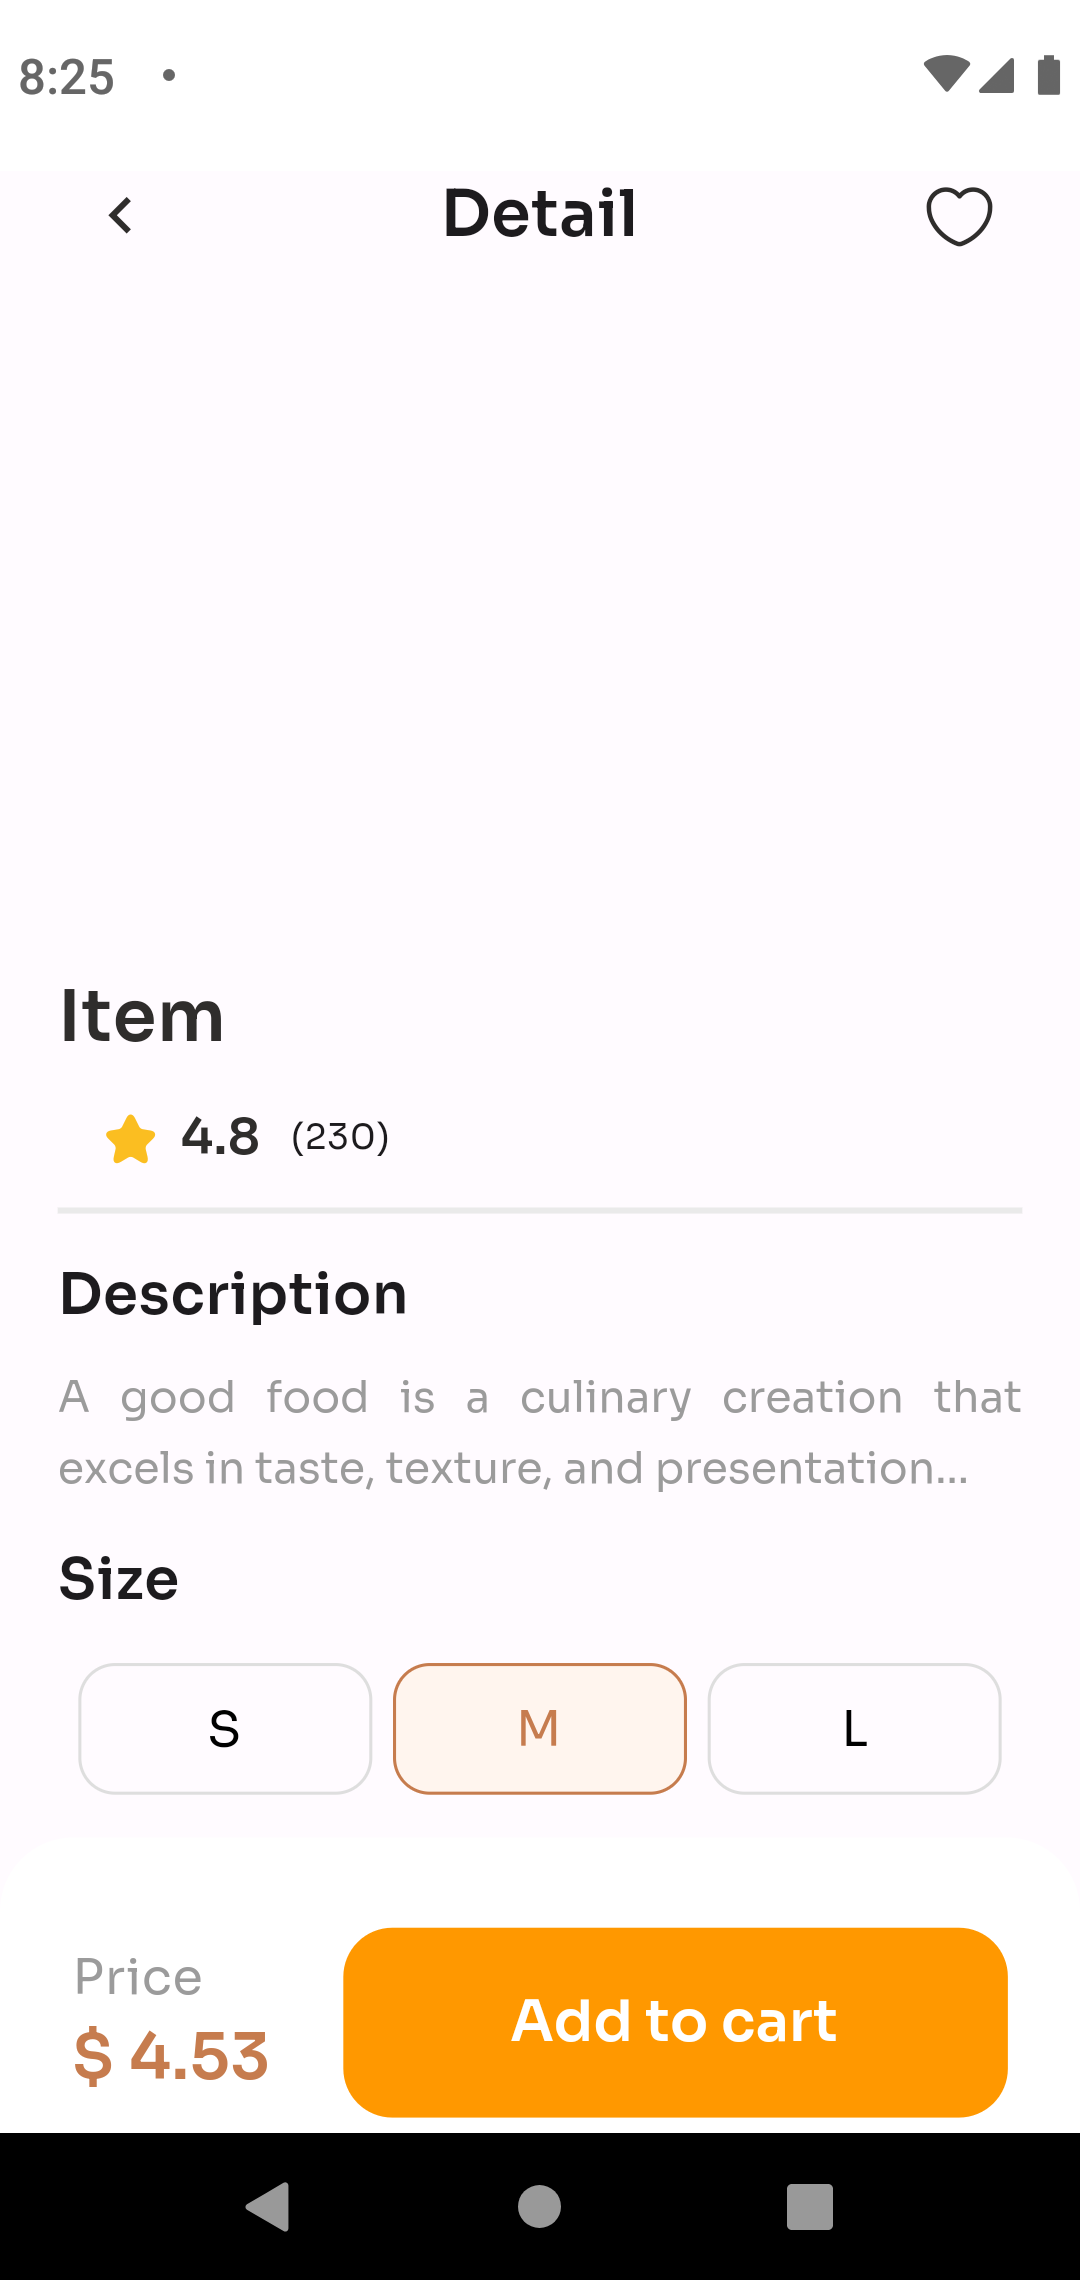 8:25
Detail
Item
4.8 (230)
Description
A good food is a culinary creation that
excels in taste, texture, and presentation...
Size
S M L
Price
$ 4.53
Add to cart